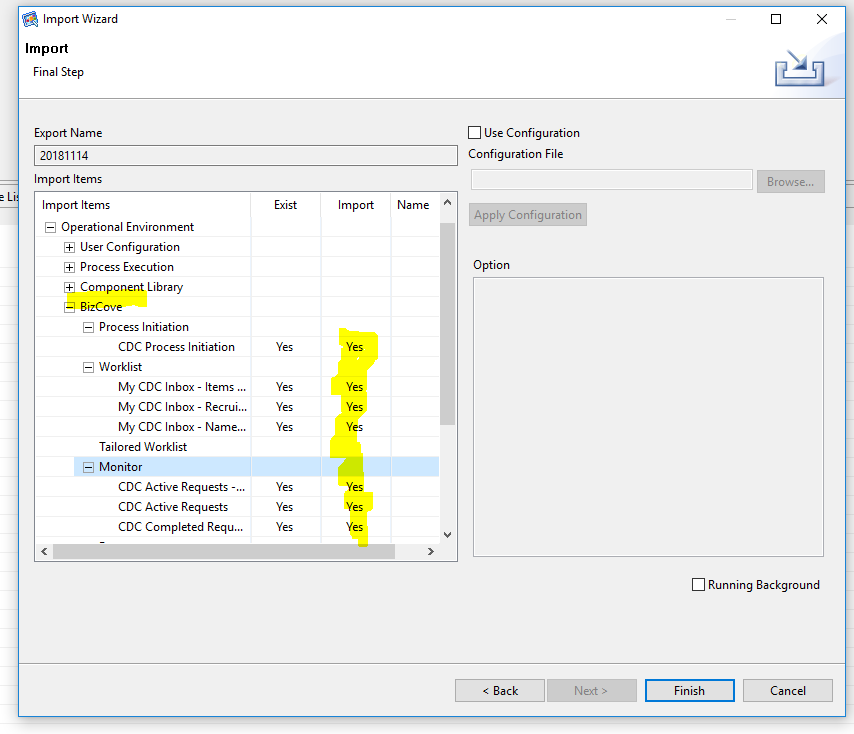 Import Wizard
Import
Final Step
Export Name
20181114
Import Items
Import Items Exist Import Name
Operational Environment
User Configuration
Process Execution
Component Library
BizCove
Process Initiation
CDC Process Initiation Yes Yes
Worklist
My CDC Inbox - Items ... Yes Yes
My CDC Inbox - Recrui... Yes Yes
My CDC Inbox - Name... Yes Yes
Tailored Worklist
Monitor
CDC Active Requests -... Yes Yes
CDC Active Requests Yes Yes
CDC Completed Requ... Yes Yes
Use Configuration
Configuration File
Browse...
Apply Configuration
Option
Running Background
< Back Next > Finish Cancel